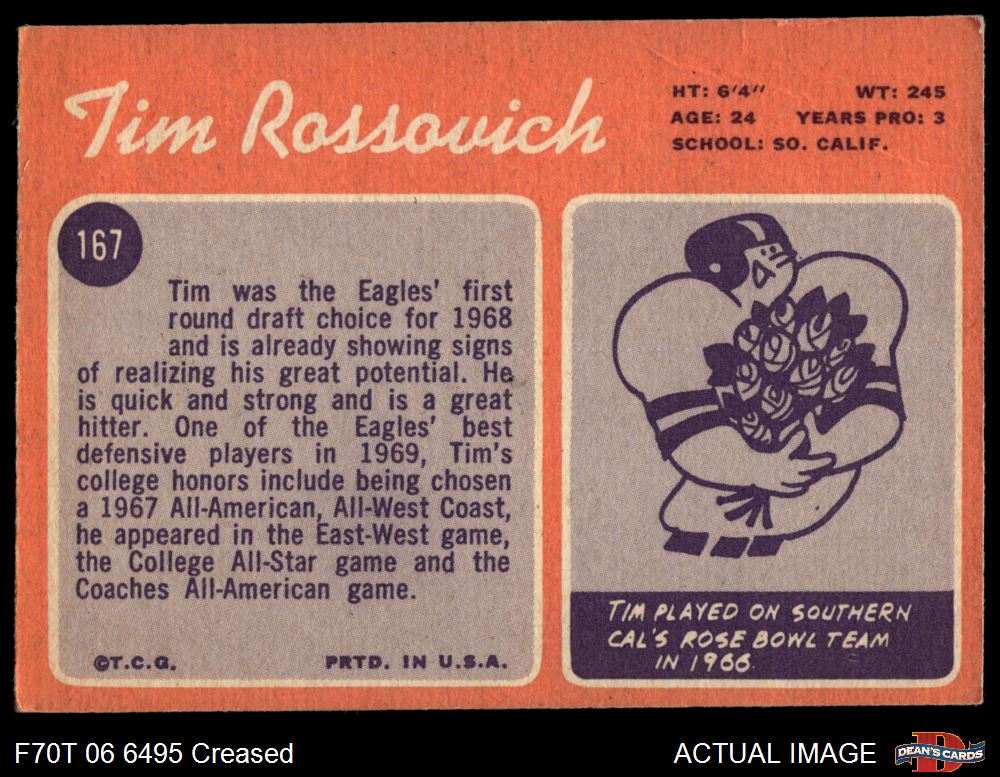 Tim Rossovich
HT: 6'4" WT: 245
AGE: 24 YEARS PRO: 3
SCHOOL: SO. CALIF.
167
Tim was the Eagles' first
round draft choice for 1968
and is already showing signs
of realizing his great potential. He
is quick and strong and is a great
hitter. One of the Eagles' best
defensive players in 1969, Tim's
college honors include being chosen
a 1967 All-American, All-West Coast,
he appeared in the East-West game,
the College All-Star game and the
Coaches All-American game.
©T.C.G. PRTD. IN U.S.A.
TIM PLAYED ON SOUTHERN
CAL'S ROSE BOWL TEAM
IN 1966.
F70T 06 6495 Creased
ACTUAL IMAGE
D
DEAN'S CARDS